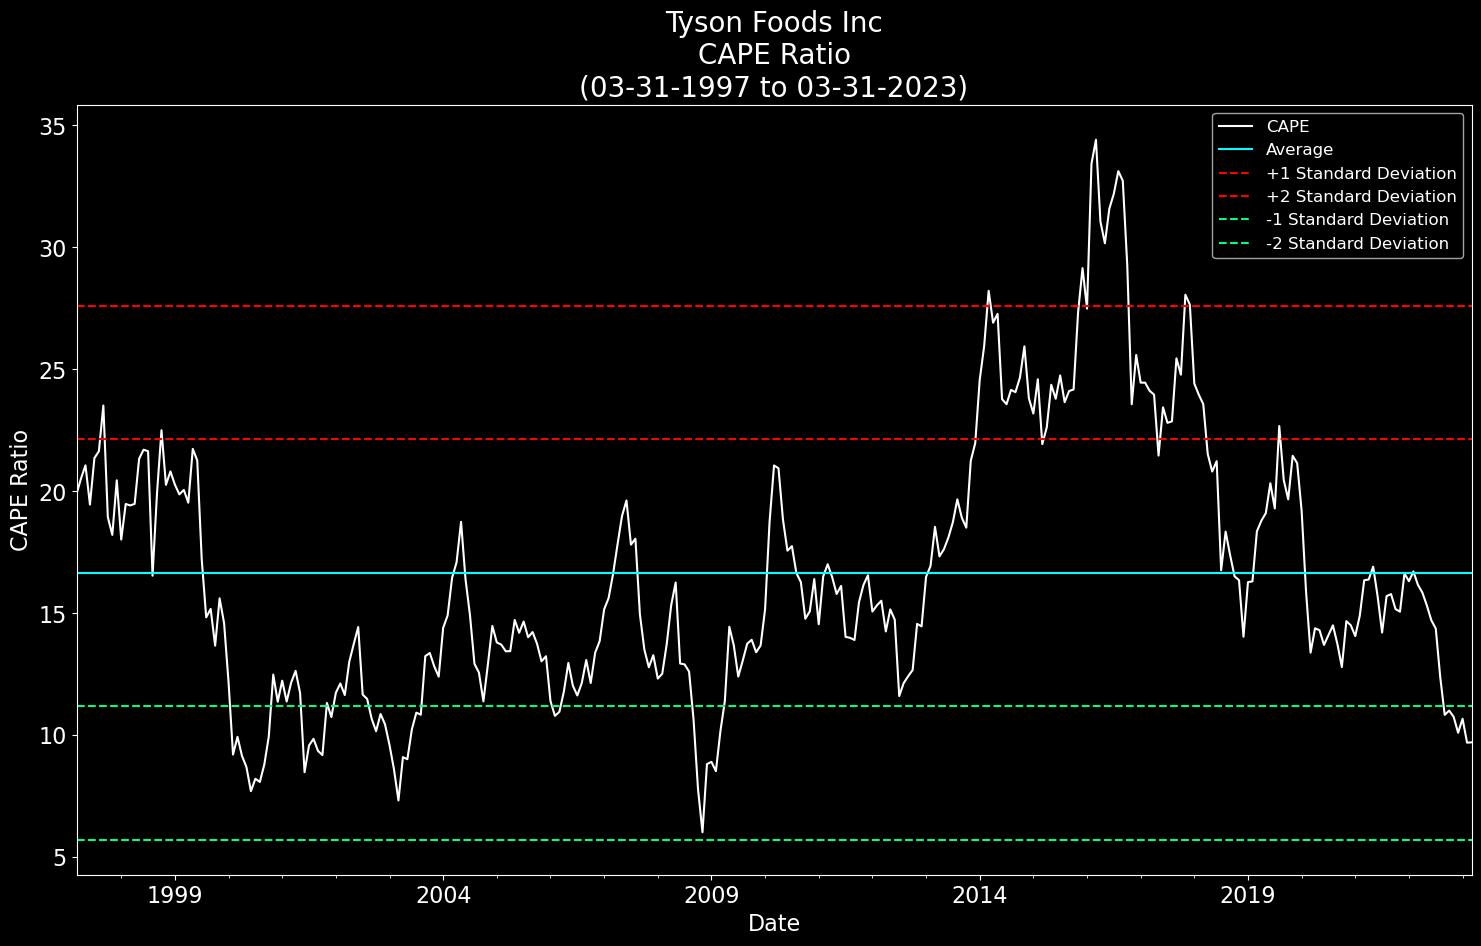 Tyson Foods Inc
CAPE Ratio
(03-31-1997 to 03-31-2023)
CAPE
Average
+1 Standard Deviation
+2 Standard Deviation
-1 Standard Deviation
-2 Standard Deviation
CAPE Ratio
35
30
25
20
15
10
5
1999
2004
2009
2014
2019
Date